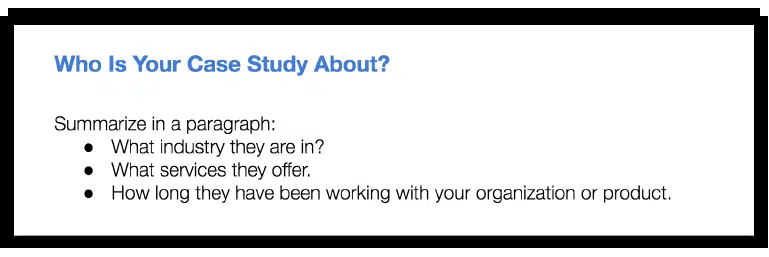 Who Is Your Case Study About?
Summarize in a paragraph:
● What industry they are in?
● What services they offer.
● How long they have been working with your organization or product.